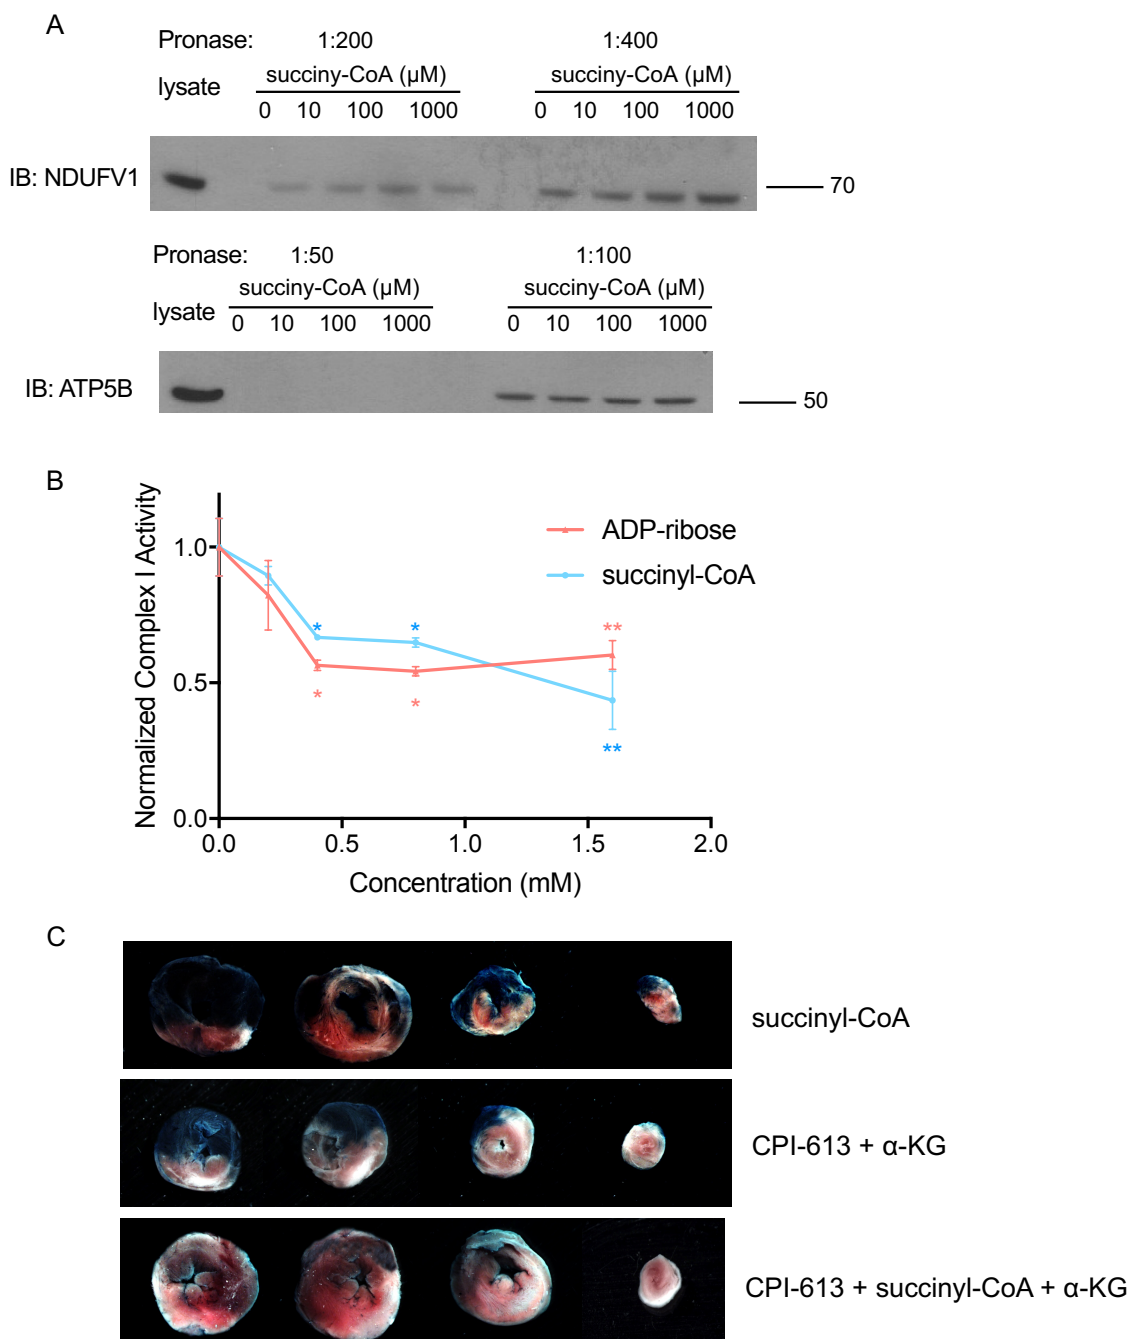 A
Pronase: 1:200 1:400
lysate succiny-CoA (μM) succiny-CoA (μM)
0 10 100 1000 0 10 100 1000
IB: NDUFV1 70
Pronase: 1:50 1:100
lysate succiny-CoA (μM) succiny-CoA (μM)
0 10 100 1000 0 10 100 1000
IB: ATP5B 50
B
Normalized Complex I Activity
1.0
0.5
0.0
ADP-ribose
succinyl-CoA
* * **
* * **
0.0 0.5 1.0 1.5 2.0
Concentration (mM)
C
succinyl-CoA
CPI-613 + α-KG
CPI-613 + succinyl-CoA + α-KG